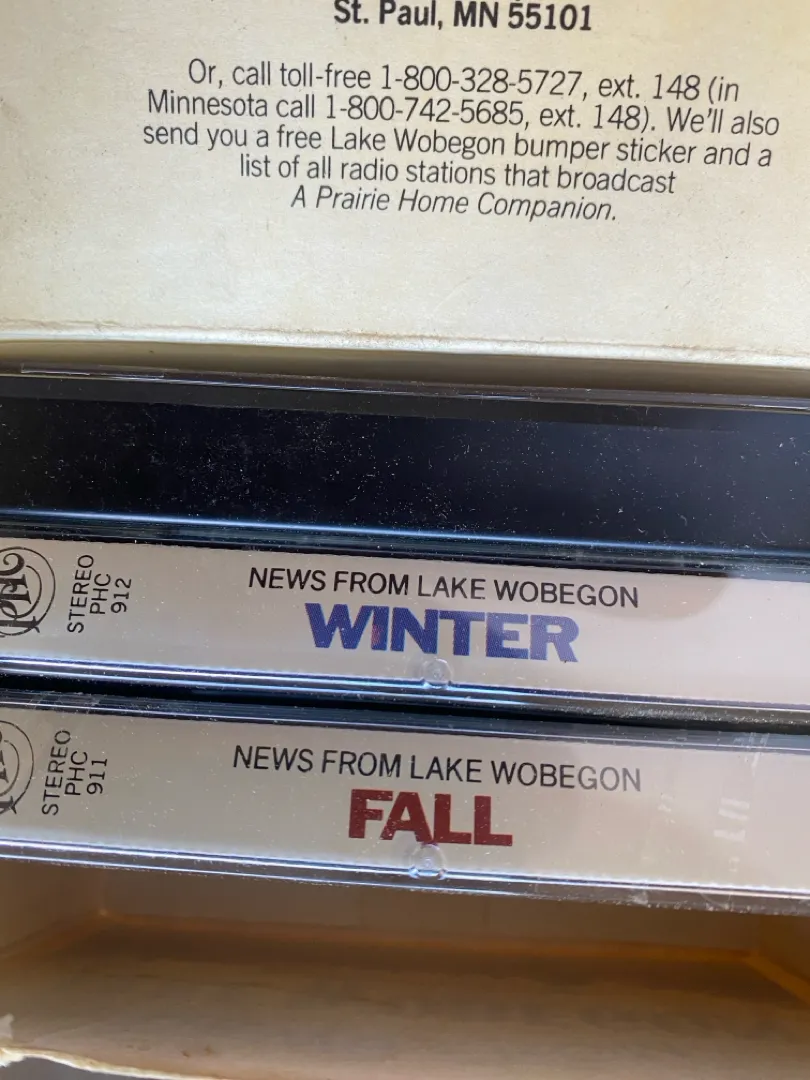 St. Paul, MN 55101
Or, call toll-free 1-800-328-5727, ext. 148 (in
Minnesota call 1-800-742-5685, ext. 148). We'll also
send you a free Lake Wobegon bumper sticker and a
list of all radio stations that broadcast
A Prairie Home Companion.
STEREO
PHC
912
NEWS FROM LAKE WOBEGON
WINTER
STEREO
PHC
911
NEWS FROM LAKE WOBEGON
FALL